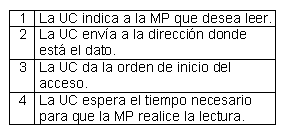 1 La UC indica a la MP que desea leer.
2 La UC envía a la dirección donde
está el dato.
3 La UC da la orden de inicio del
acceso.
4 La UC espera el tiempo necesario
para que la MP realice la lectura.